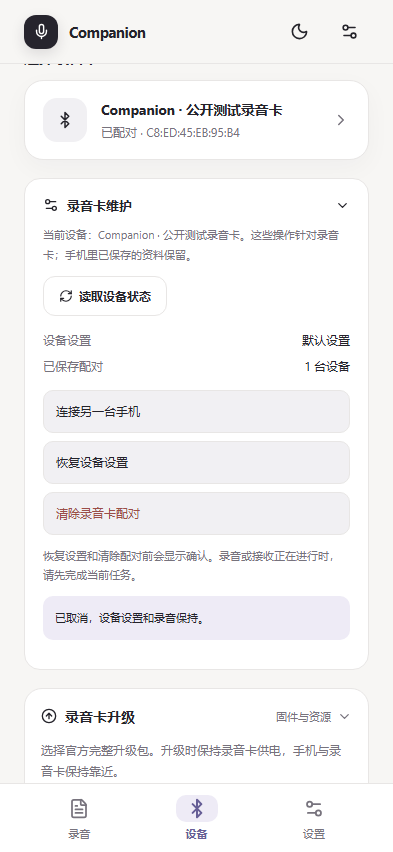 Companion
Companion · 公开测试录音卡
已配对 · C8:ED:45:EB:95:B4
录音卡维护
当前设备：Companion · 公开测试录音卡。这些操作针对录音
卡；手机里已保存的资料保留。
读取设备状态
设备设置 默认设置
已保存配对 1 台设备
连接另一台手机
恢复设备设置
清除录音卡配对
恢复设置和清除配对前会显示确认。录音或接收正在进行时，
请先完成当前任务。
已取消，设备设置和录音保持。
录音卡升级 固件与资源
选择官方完整升级包。升级时保持录音卡供电，手机与录
音卡保持靠近。
录音 设备 设置